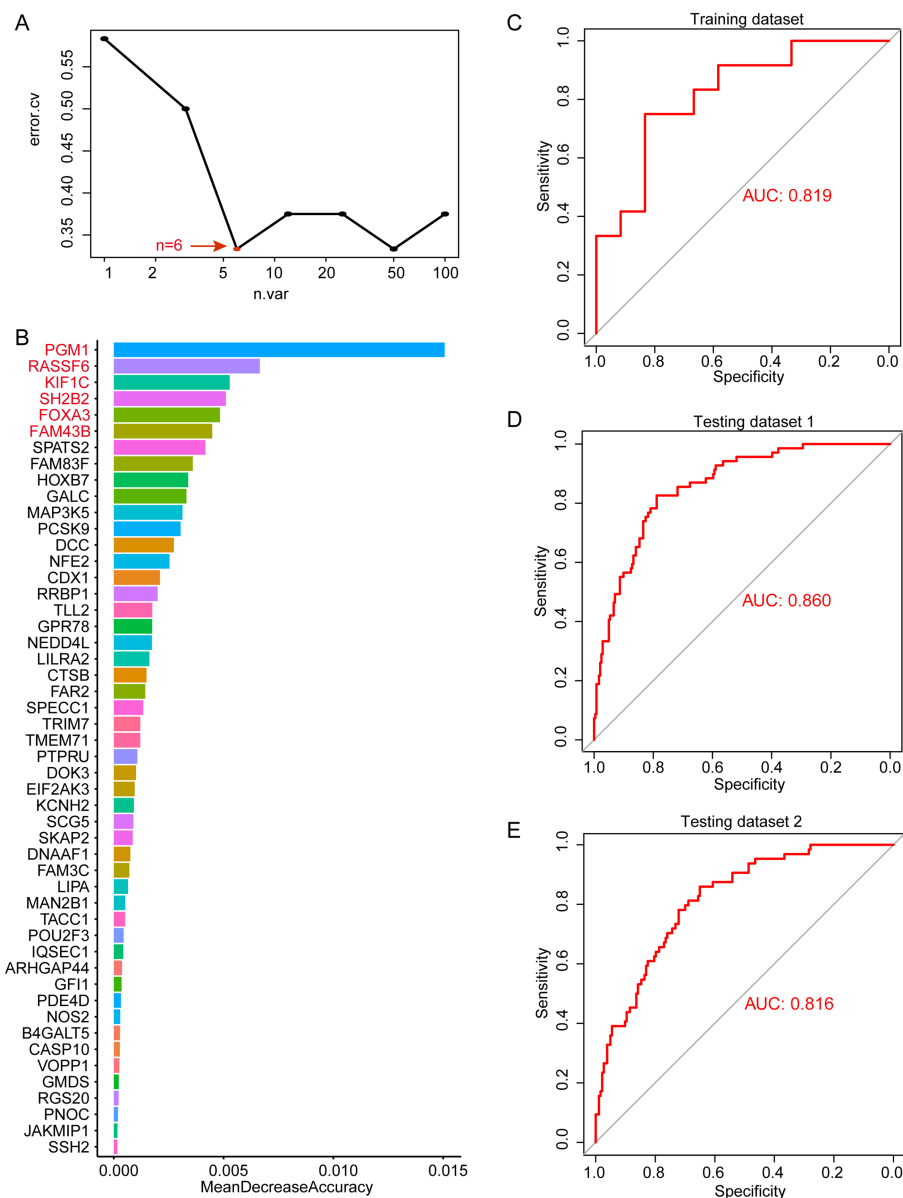 A
error.cv
0.35
0.40
0.45
0.50
0.55
n=6
1 2 5 10 20 50 100
n.var
B
PGM1
RASSF6
KIF1C
SH2B2
FOXA3
FAM43B
SPATS2
FAM83F
HOXB7
GALC
MAP3K5
PCSK9
DCC
NFE2
CDX1
RRBP1
TLL2
GPR78
NEDD4L
LILRA2
CTSB
FAR2
SPECC1
TRIM7
TMEM71
PTPRU
DOK3
EIF2AK3
KCNH2
SCG5
SKAP2
DNAAF1
FAM3C
LIPA
MAN2B1
TACC1
POU2F3
IQSEC1
ARHGAP44
GFI1
PDE4D
NOS2
B4GALT5
CASP10
VOPP1
GMDS
RGS20
PNOC
JAKMIP1
SSH2
0.000 0.005 0.010 0.015
MeanDecreaseAccuracy
C
Training dataset
Sensitivity
0.0
0.2
0.4
0.6
0.8
1.0
AUC: 0.819
1.0 0.8 0.6 0.4 0.2 0.0
Specificity
D
Testing dataset 1
Sensitivity
0.0
0.2
0.4
0.6
0.8
1.0
AUC: 0.860
1.0 0.8 0.6 0.4 0.2 0.0
Specificity
E
Testing dataset 2
Sensitivity
0.0
0.2
0.4
0.6
0.8
1.0
AUC: 0.816
1.0 0.8 0.6 0.4 0.2 0.0
Specificity